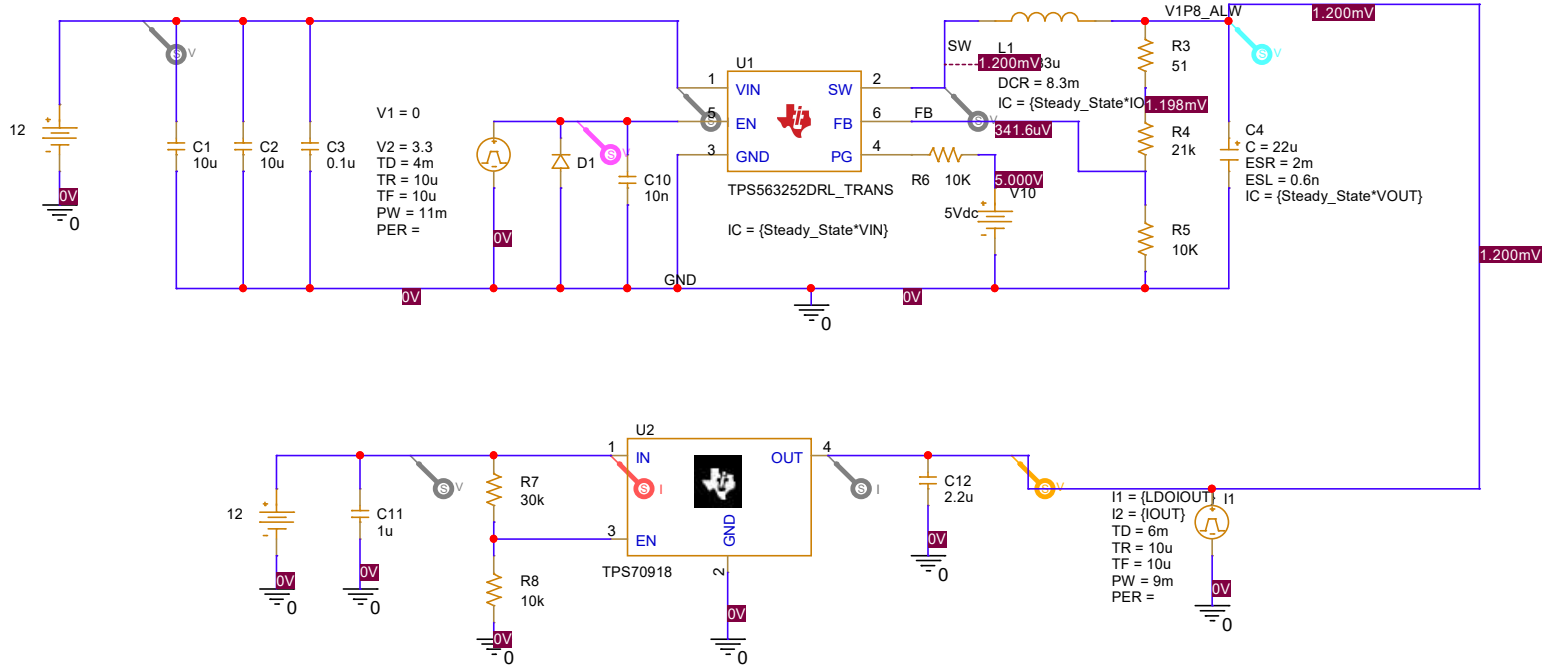 12
0V
0
C1
10u
C2
10u
C3
0.1u
V
V1 = 0
V2 = 3.3
TD = 4m
TR = 10u
TF = 10u
PW = 11m
PER =
0V
0V
D1
V
C10
10n
U1
1
VIN
5
EN
3
GND
2
SW
6
FB
4
PG
TPS563252DRL_TRANS
IC = {Steady_State*VIN}
GND
0
0V
SW
L1
1.200mV
3u
DCR = 8.3m
IC = {Steady_State*IO
FB
V
341.6uV
R6
10K
5.000V
V10
5Vdc
V1P8_ALW
R3
51
1.198mV
R4
21k
R5
10K
C4
C = 22u
ESR = 2m
ESL = 0.6n
IC = {Steady_State*VOUT}
V
1.200mV
1.200mV
12
0V
0
C11
1u
0V
0
V
R7
30k
R8
10k
0V
0
U2
1
IN
I
3
EN
GND
2
OUT
4
TPS70918
0V
0
I
C12
2.2u
0V
0
V
I1 = {LDOIOUT}
I2 = {IOUT}
TD = 6m
TR = 10u
TF = 10u
PW = 9m
PER =
I1
0V
0